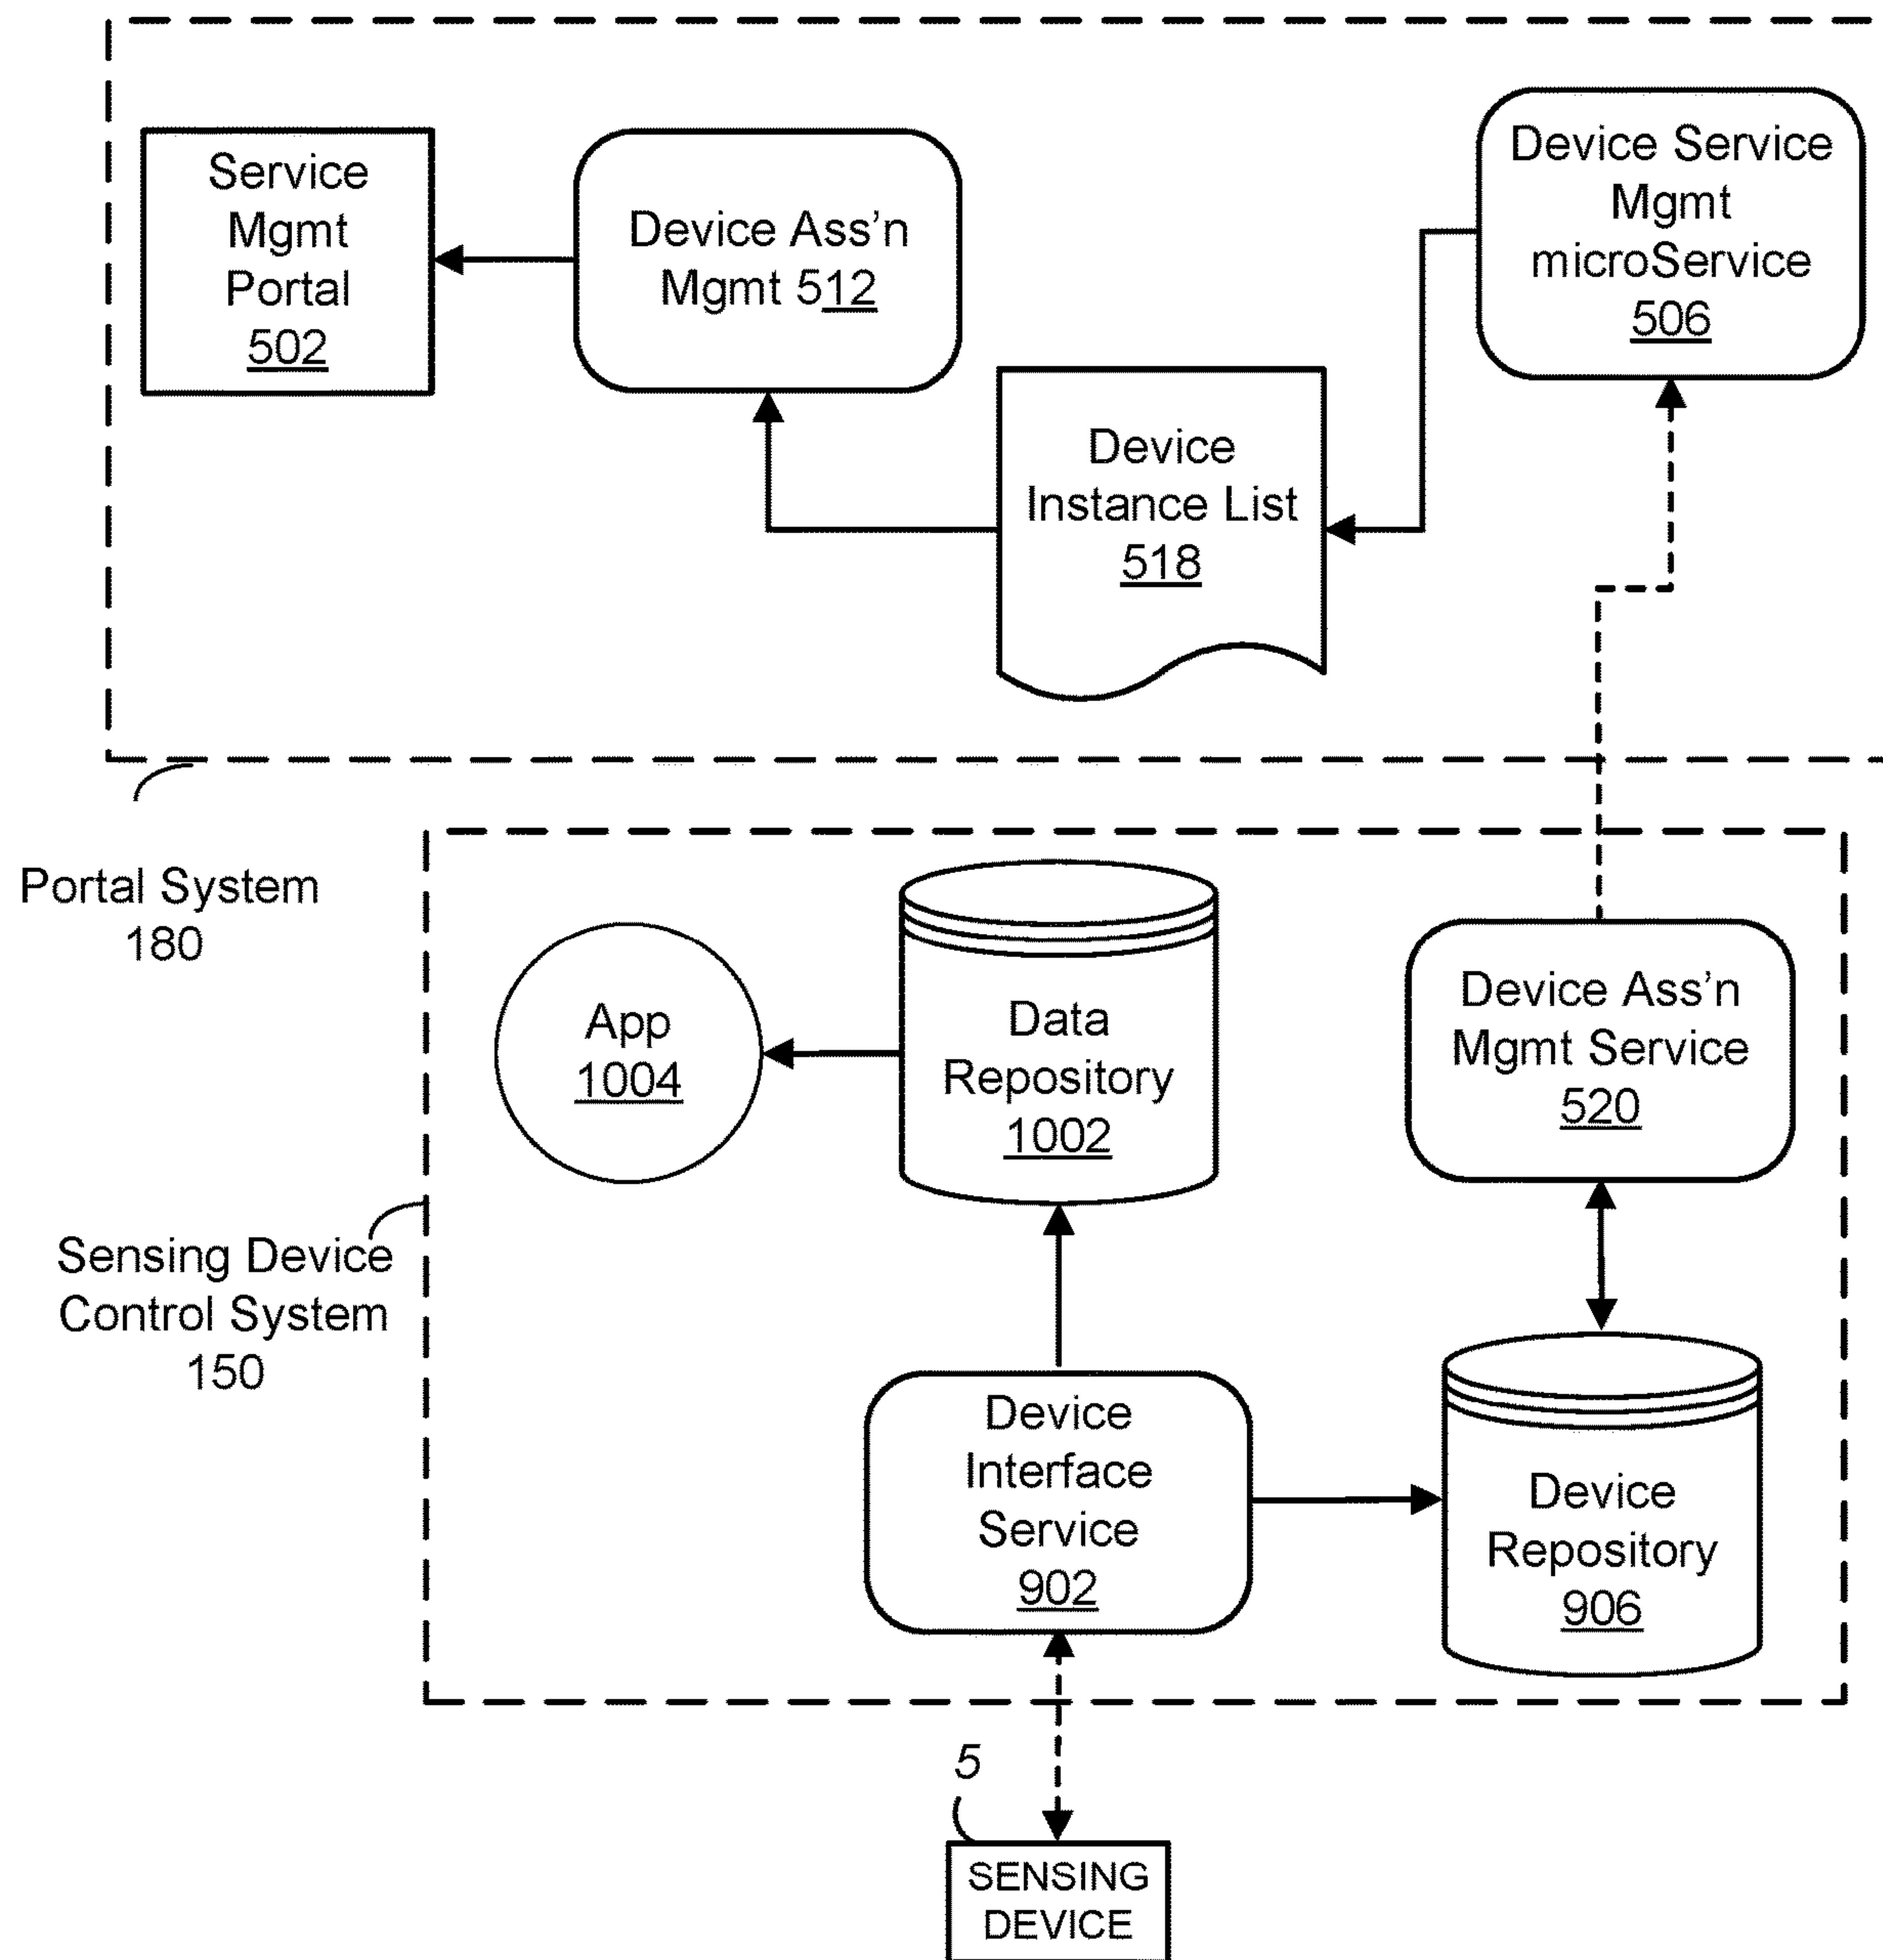 Service
Mgmt
Portal
502
Device Ass'n
Mgmt 512
Device Service
Mgmt
microService
506
Device
Instance List
518
Portal System
180
App
1004
Data
Repository
1002
Device Ass'n
Mgmt Service
520
Sensing Device
Control System
150
Device
Interface
Service
902
Device
Repository
906
5
SENSING
DEVICE